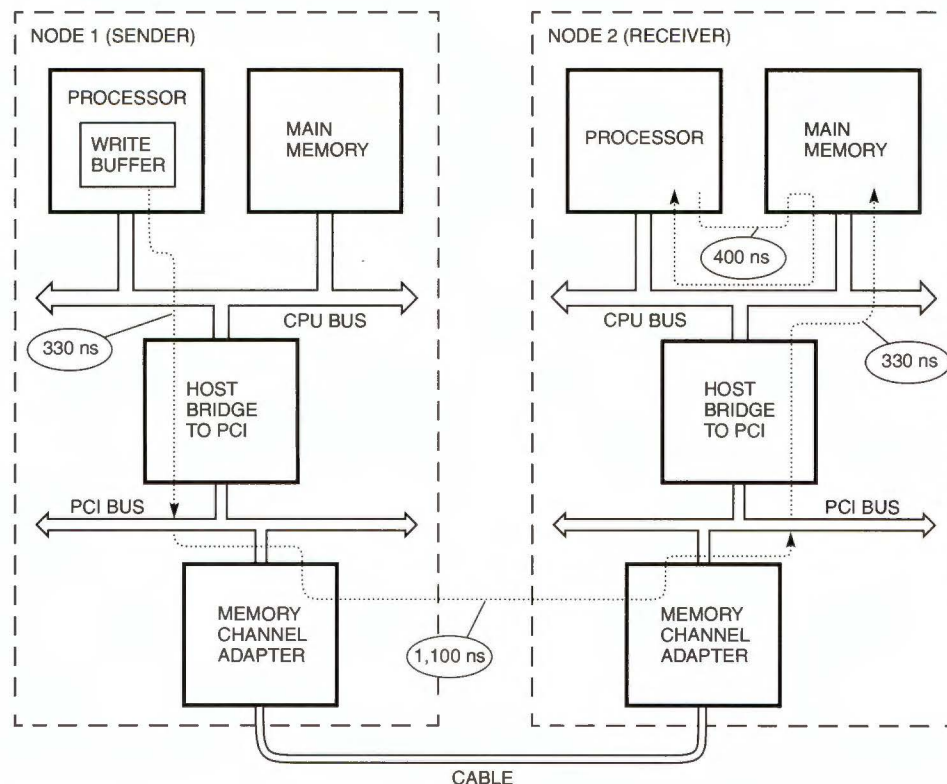 NODE 1 (SENDER)
PROCESSOR
WRITE
BUFFER
MAIN
MEMORY
330 ns
CPU BUS
HOST
BRIDGE
TO PCI
PCI BUS
MEMORY
CHANNEL
ADAPTER
1,100 ns
CABLE
NODE 2 (RECEIVER)
PROCESSOR
MAIN
MEMORY
400 ns
CPU BUS
330 ns
HOST
BRIDGE
TO PCI
PCI BUS
MEMORY
CHANNEL
ADAPTER